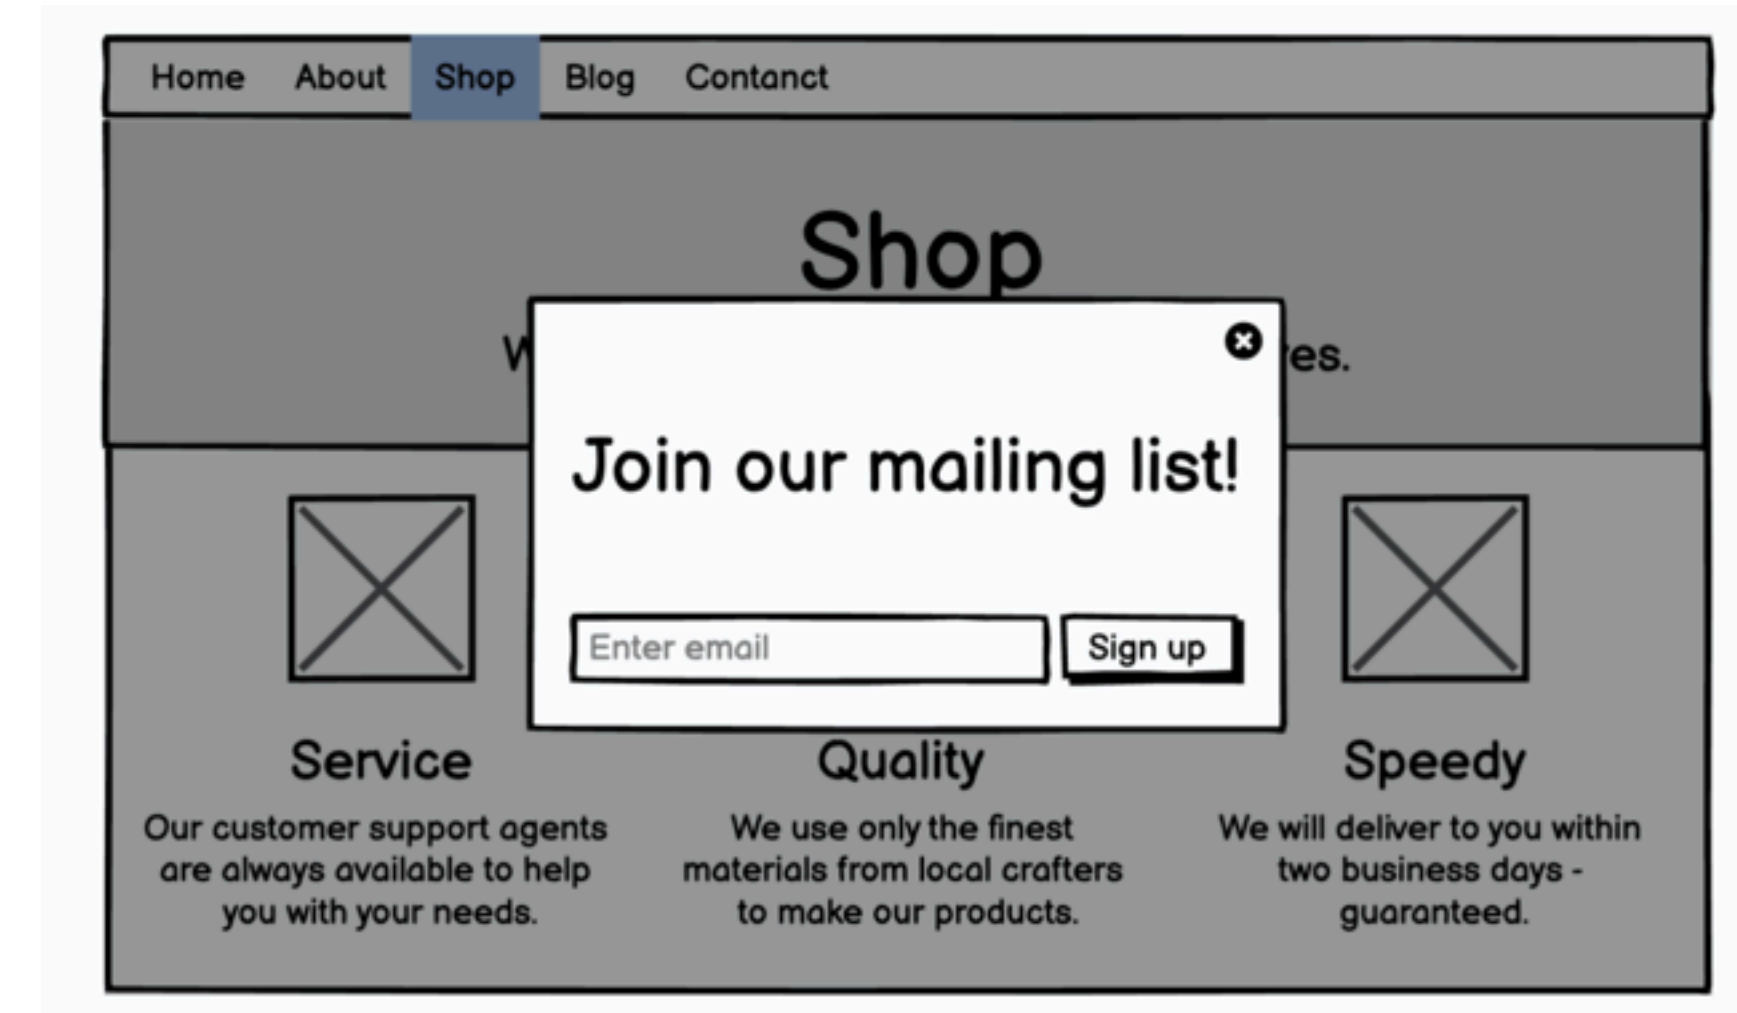 Home About Shop Blog Contanct
Shop
Join our mailing list!
Enter email Sign up
Service
Our customer support agents
are always available to help
you with your needs.
Quality
We use only the finest
materials from local crafters
to make our products.
Speedy
We will deliver to you within
two business days -
guaranteed.